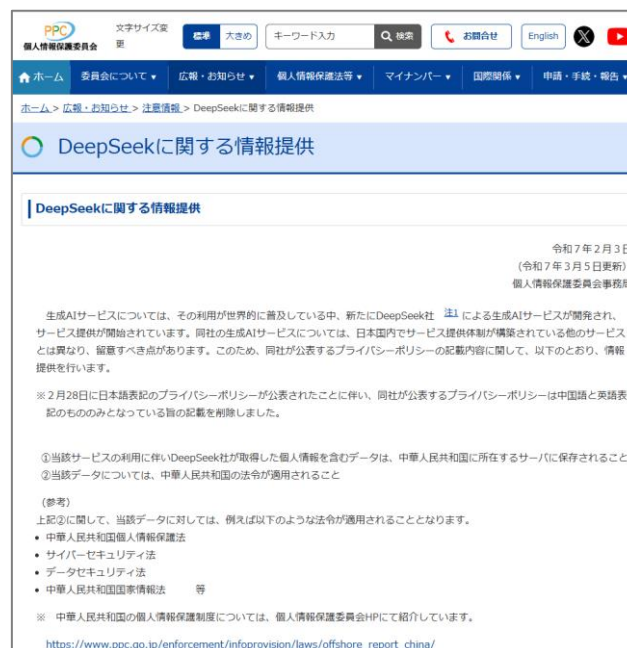 PPC
個人情報保護委員会
文字サイズ変
更
標準 大きめ キーワード入力 検索 お問合せ English
ホーム 委員会について▼ 広報・お知らせ▼ 個人情報保護法等▼ マイナンバー▼ 国際関係▼ 申請・手続・報告▼
ホーム > 広報・お知らせ > 注意情報 > DeepSeekに関する情報提供
DeepSeekに関する情報提供
DeepSeekに関する情報提供
令和7年2月3日
(令和7年3月5日更新)
個人情報保護委員会事務局
生成AIサービスについては、その利用が世界的に普及している中、新たにDeepSeek社 注1 による生成AIサービスが開発され、
サービス提供が開始されています。同社の生成AIサービスについては、日本国内でサービス提供体制が構築されている他のサービス
とは異なり、留意すべき点があります。このため、同社が公表するプライバシーポリシーの記載内容に関して、以下のとおり、情報
提供を行います。
※2月28日に日本語表記のプライバシーポリシーが公表されたことに伴い、同社が公表するプライバシーポリシーは中国語と英語表
記のもののみとなっている旨の記載を削除しました。
①当該サービスの利用に伴いDeepSeek社が取得した個人情報を含むデータは、中華人民共和国に所在するサーバに保存されること
②当該データについては、中華人民共和国の法令が適用されること
(参考)
上記②に関して、当該データに対しては、例えば以下のような法令が適用されることとなります。
• 中華人民共和国個人情報保護法
• サイバーセキュリティ法
• データセキュリティ法
• 中華人民共和国国家情報法 等
※ 中華人民共和国の個人情報保護制度については、個人情報保護委員会HPにて紹介しています。
https://www.ppc.go.jp/enforcement/infoprovision/laws/offshore_report_china/